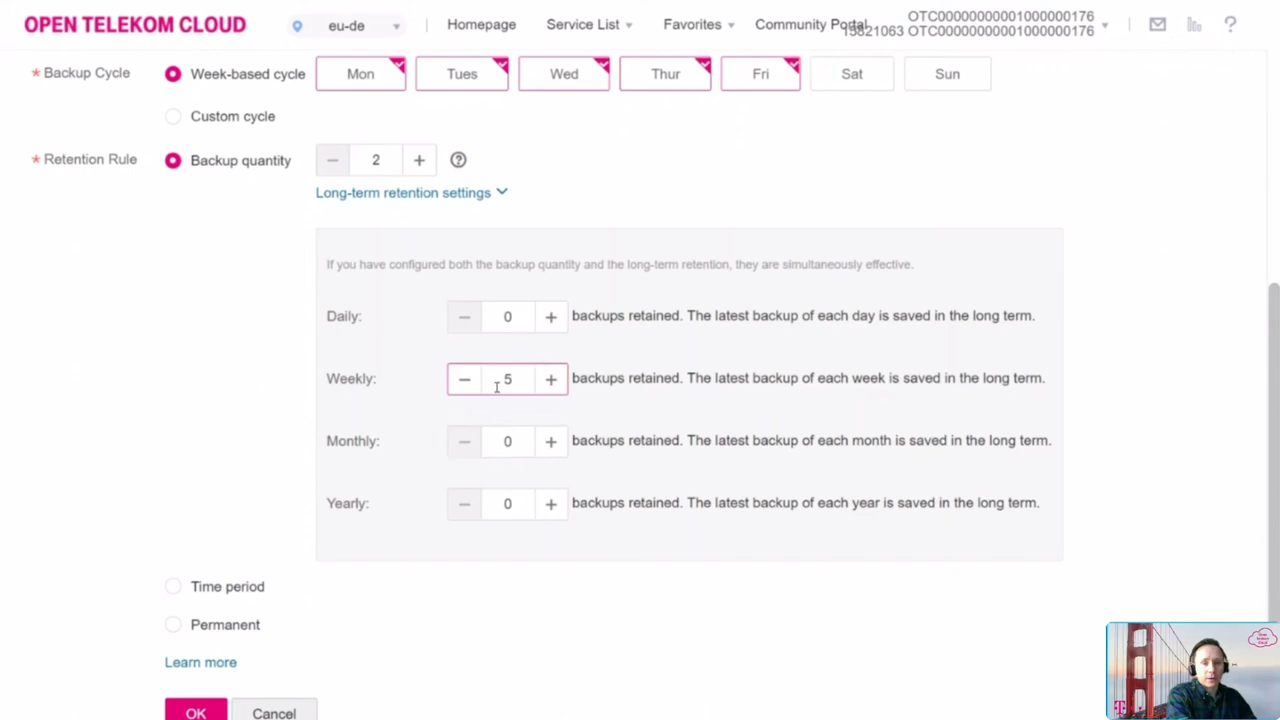 OPEN TELEKOM CLOUD
eu-de
Homepage
Service List
Favorites
Community Portal
OTC00000000001000000176
15821063 OTC00000000001000000176
* Backup Cycle
Week-based cycle
Mon
Tues
Wed
Thur
Fri
Sat
Sun
Custom cycle
* Retention Rule
Backup quantity
2
Long-term retention settings
If you have configured both the backup quantity and the long-term retention, they are simultaneously effective.
Daily:
0
backups retained. The latest backup of each day is saved in the long term.
Weekly:
5
backups retained. The latest backup of each week is saved in the long term.
Monthly:
0
backups retained. The latest backup of each month is saved in the long term.
Yearly:
0
backups retained. The latest backup of each year is saved in the long term.
Time period
Permanent
Learn more
OK
Cancel